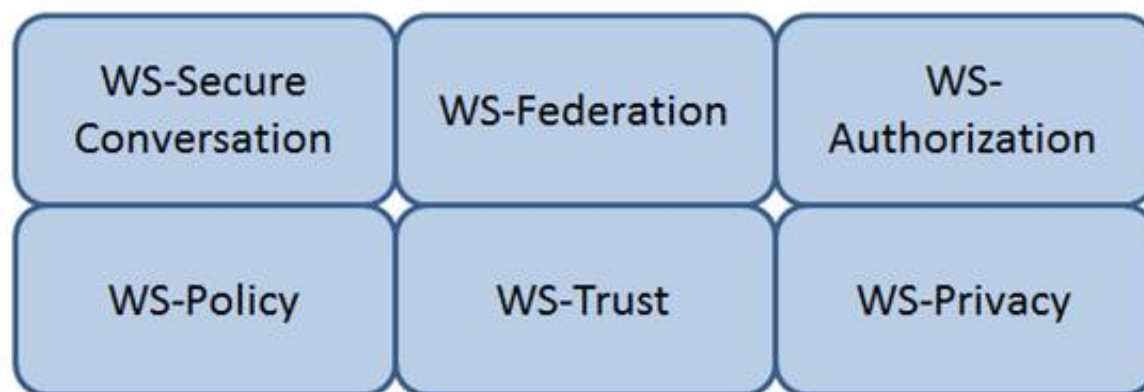 WS-Secure
Conversation
WS-Federation
WS-
Authorization
WS-Policy
WS-Trust
WS-Privacy